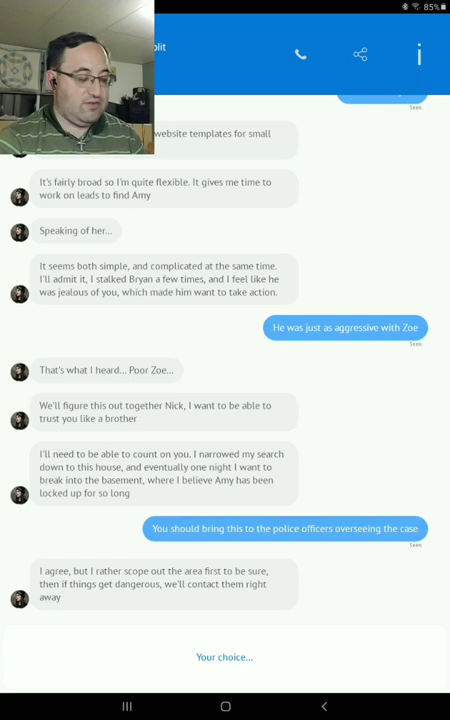 85%
plit
Seen.
website templates for small
It's fairly broad so I'm quite flexible. It gives me time to
work on leads to find Amy
Speaking of her...
It seems both simple, and complicated at the same time.
I'll admit it, I stalked Bryan a few times, and I feel like he
was jealous of you, which made him want to take action.
He was just as aggressive with Zoe
Seen.
That's what I heard... Poor Zoe...
We'll figure this out together Nick, I want to be able to
trust you like a brother
I'll need to be able to count on you. I narrowed my search
down to this house, and eventually one night I want to
break into the basement, where I believe Amy has been
locked up for so long
You should bring this to the police officers overseeing the case
Seen.
I agree, but I rather scope out the area first to be sure,
then if things get dangerous, we'll contact them right
away
Your choice...